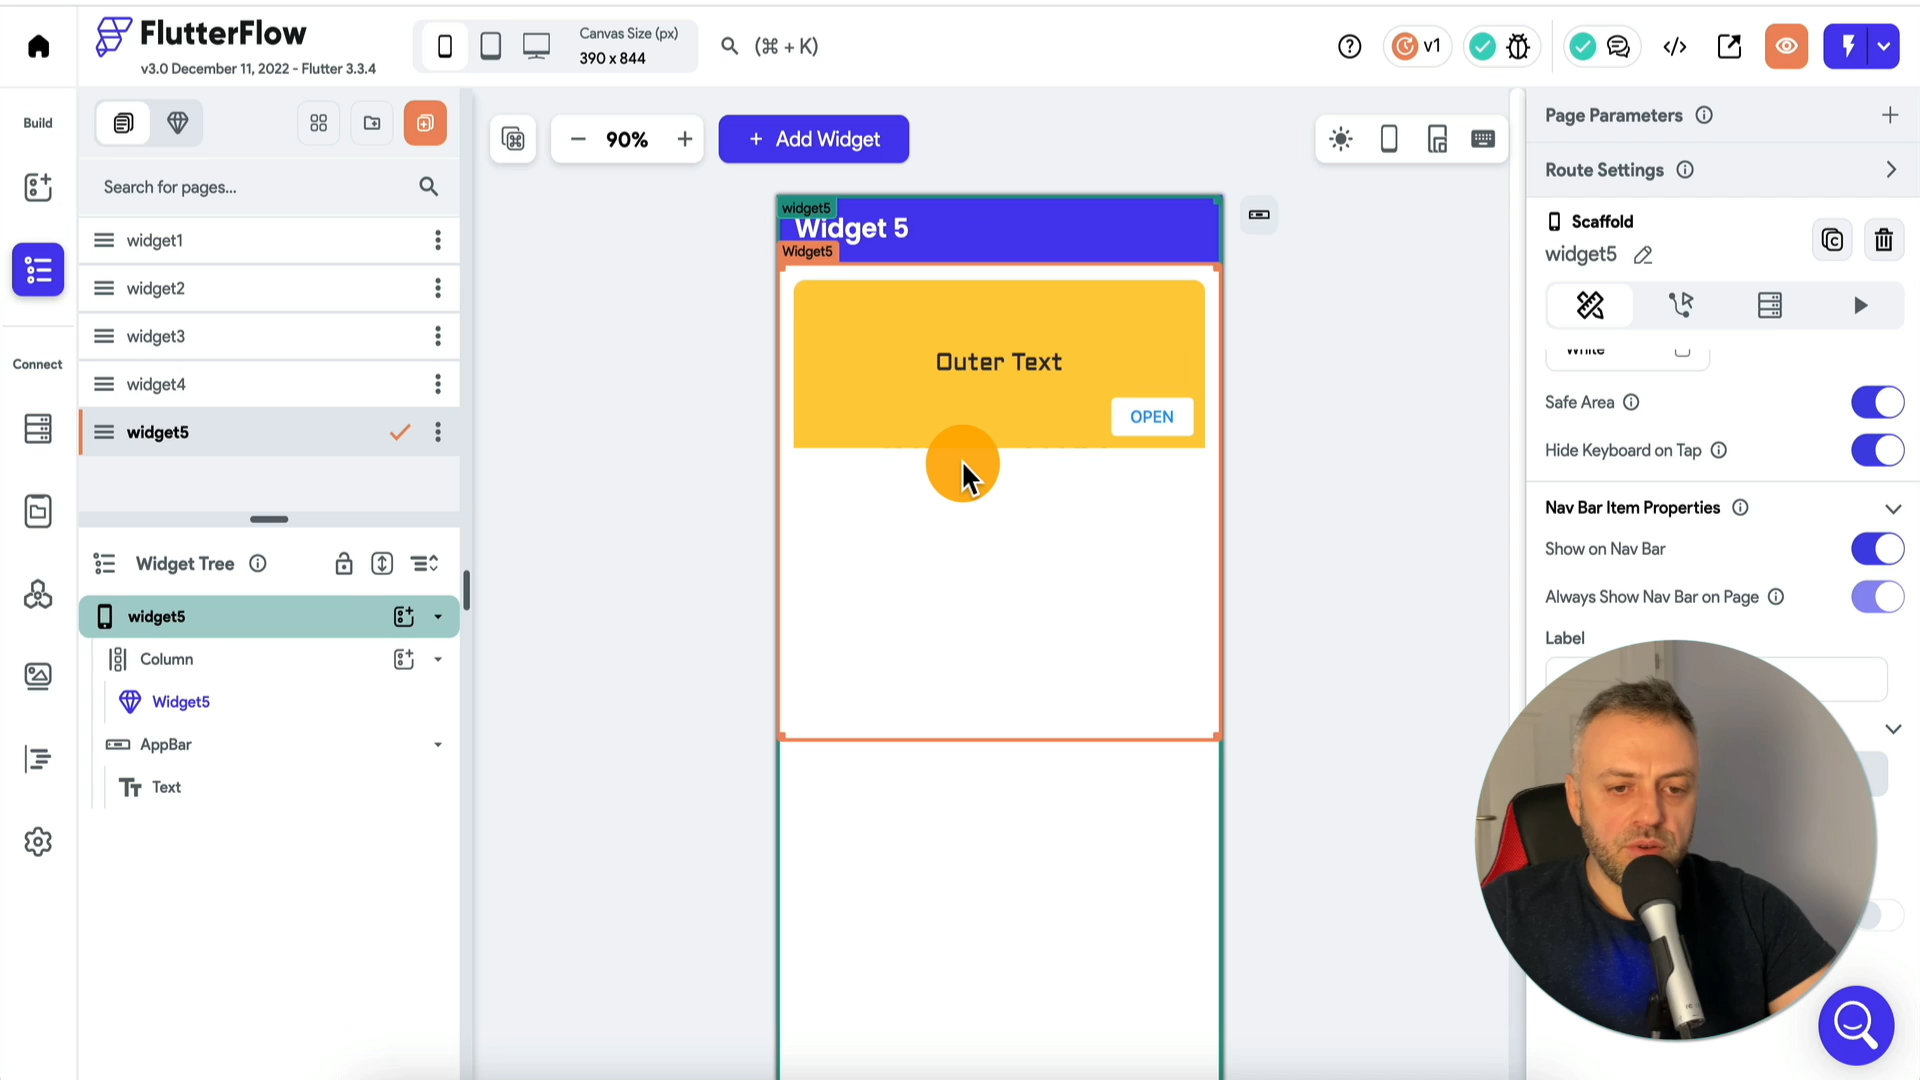 FlutterFlow
v3.0 December 11, 2022 - Flutter 3.3.4
Canvas Size (px)
390 x 844
(⌘ + K)
v1
Build
Connect
Search for pages...
widget1
widget2
widget3
widget4
widget5
Widget Tree
widget5
Column
Widget5
AppBar
Text
90%
+ Add Widget
widget5
Widget 5
Widget5
Outer Text
OPEN
Page Parameters
Route Settings
Scaffold
widget5
White
Safe Area
Hide Keyboard on Tap
Nav Bar Item Properties
Show on Nav Bar
Always Show Nav Bar on Page
Label